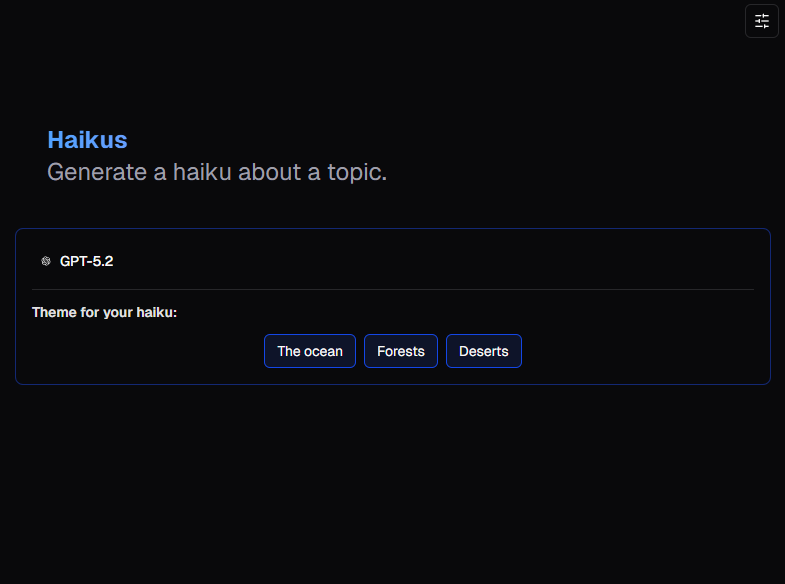 Haikus
Generate a haiku about a topic.
GPT-5.2
Theme for your haiku:
The ocean Forests Deserts